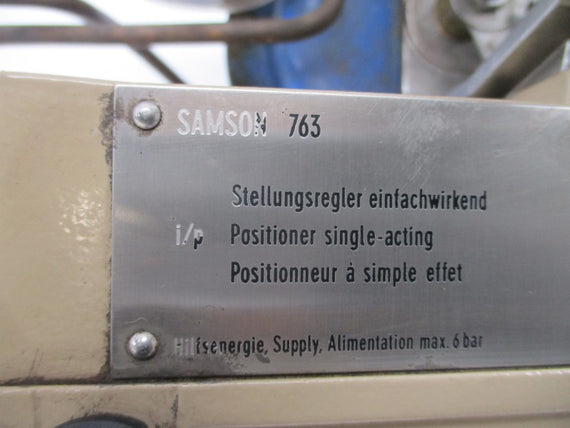 SAMSON 763
Stellungsregler einfachwirkend
i/p Positioner single-acting
Positionneur à simple effet
Hilfsenergie, Supply, Alimentation max. 6 bar